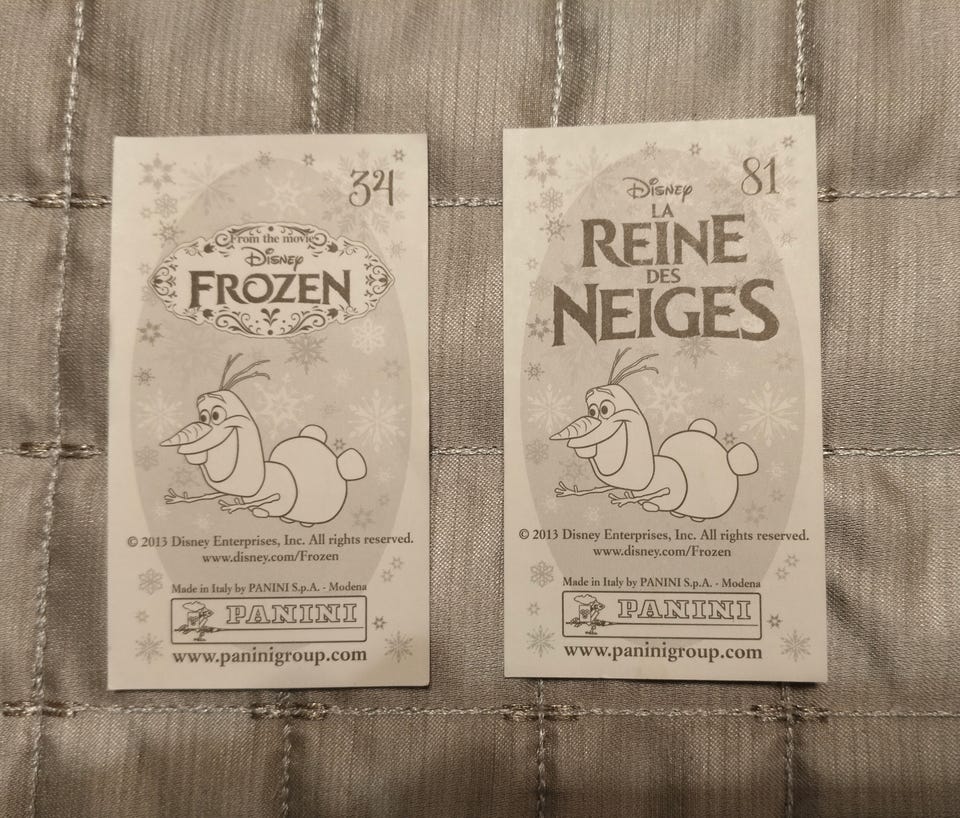 34
From the movie
Disney
FROZEN
© 2013 Disney Enterprises, Inc. All rights reserved.
www.disney.com/Frozen
Made in Italy by PANINI S.p.A. - Modena
PANINI
www.paninigroup.com
81
Disney
LA
REINE
DES
NEIGES
© 2013 Disney Enterprises, Inc. All rights reserved.
www.disney.com/Frozen
Made in Italy by PANINI S.p.A. - Modena
PANINI
www.paninigroup.com